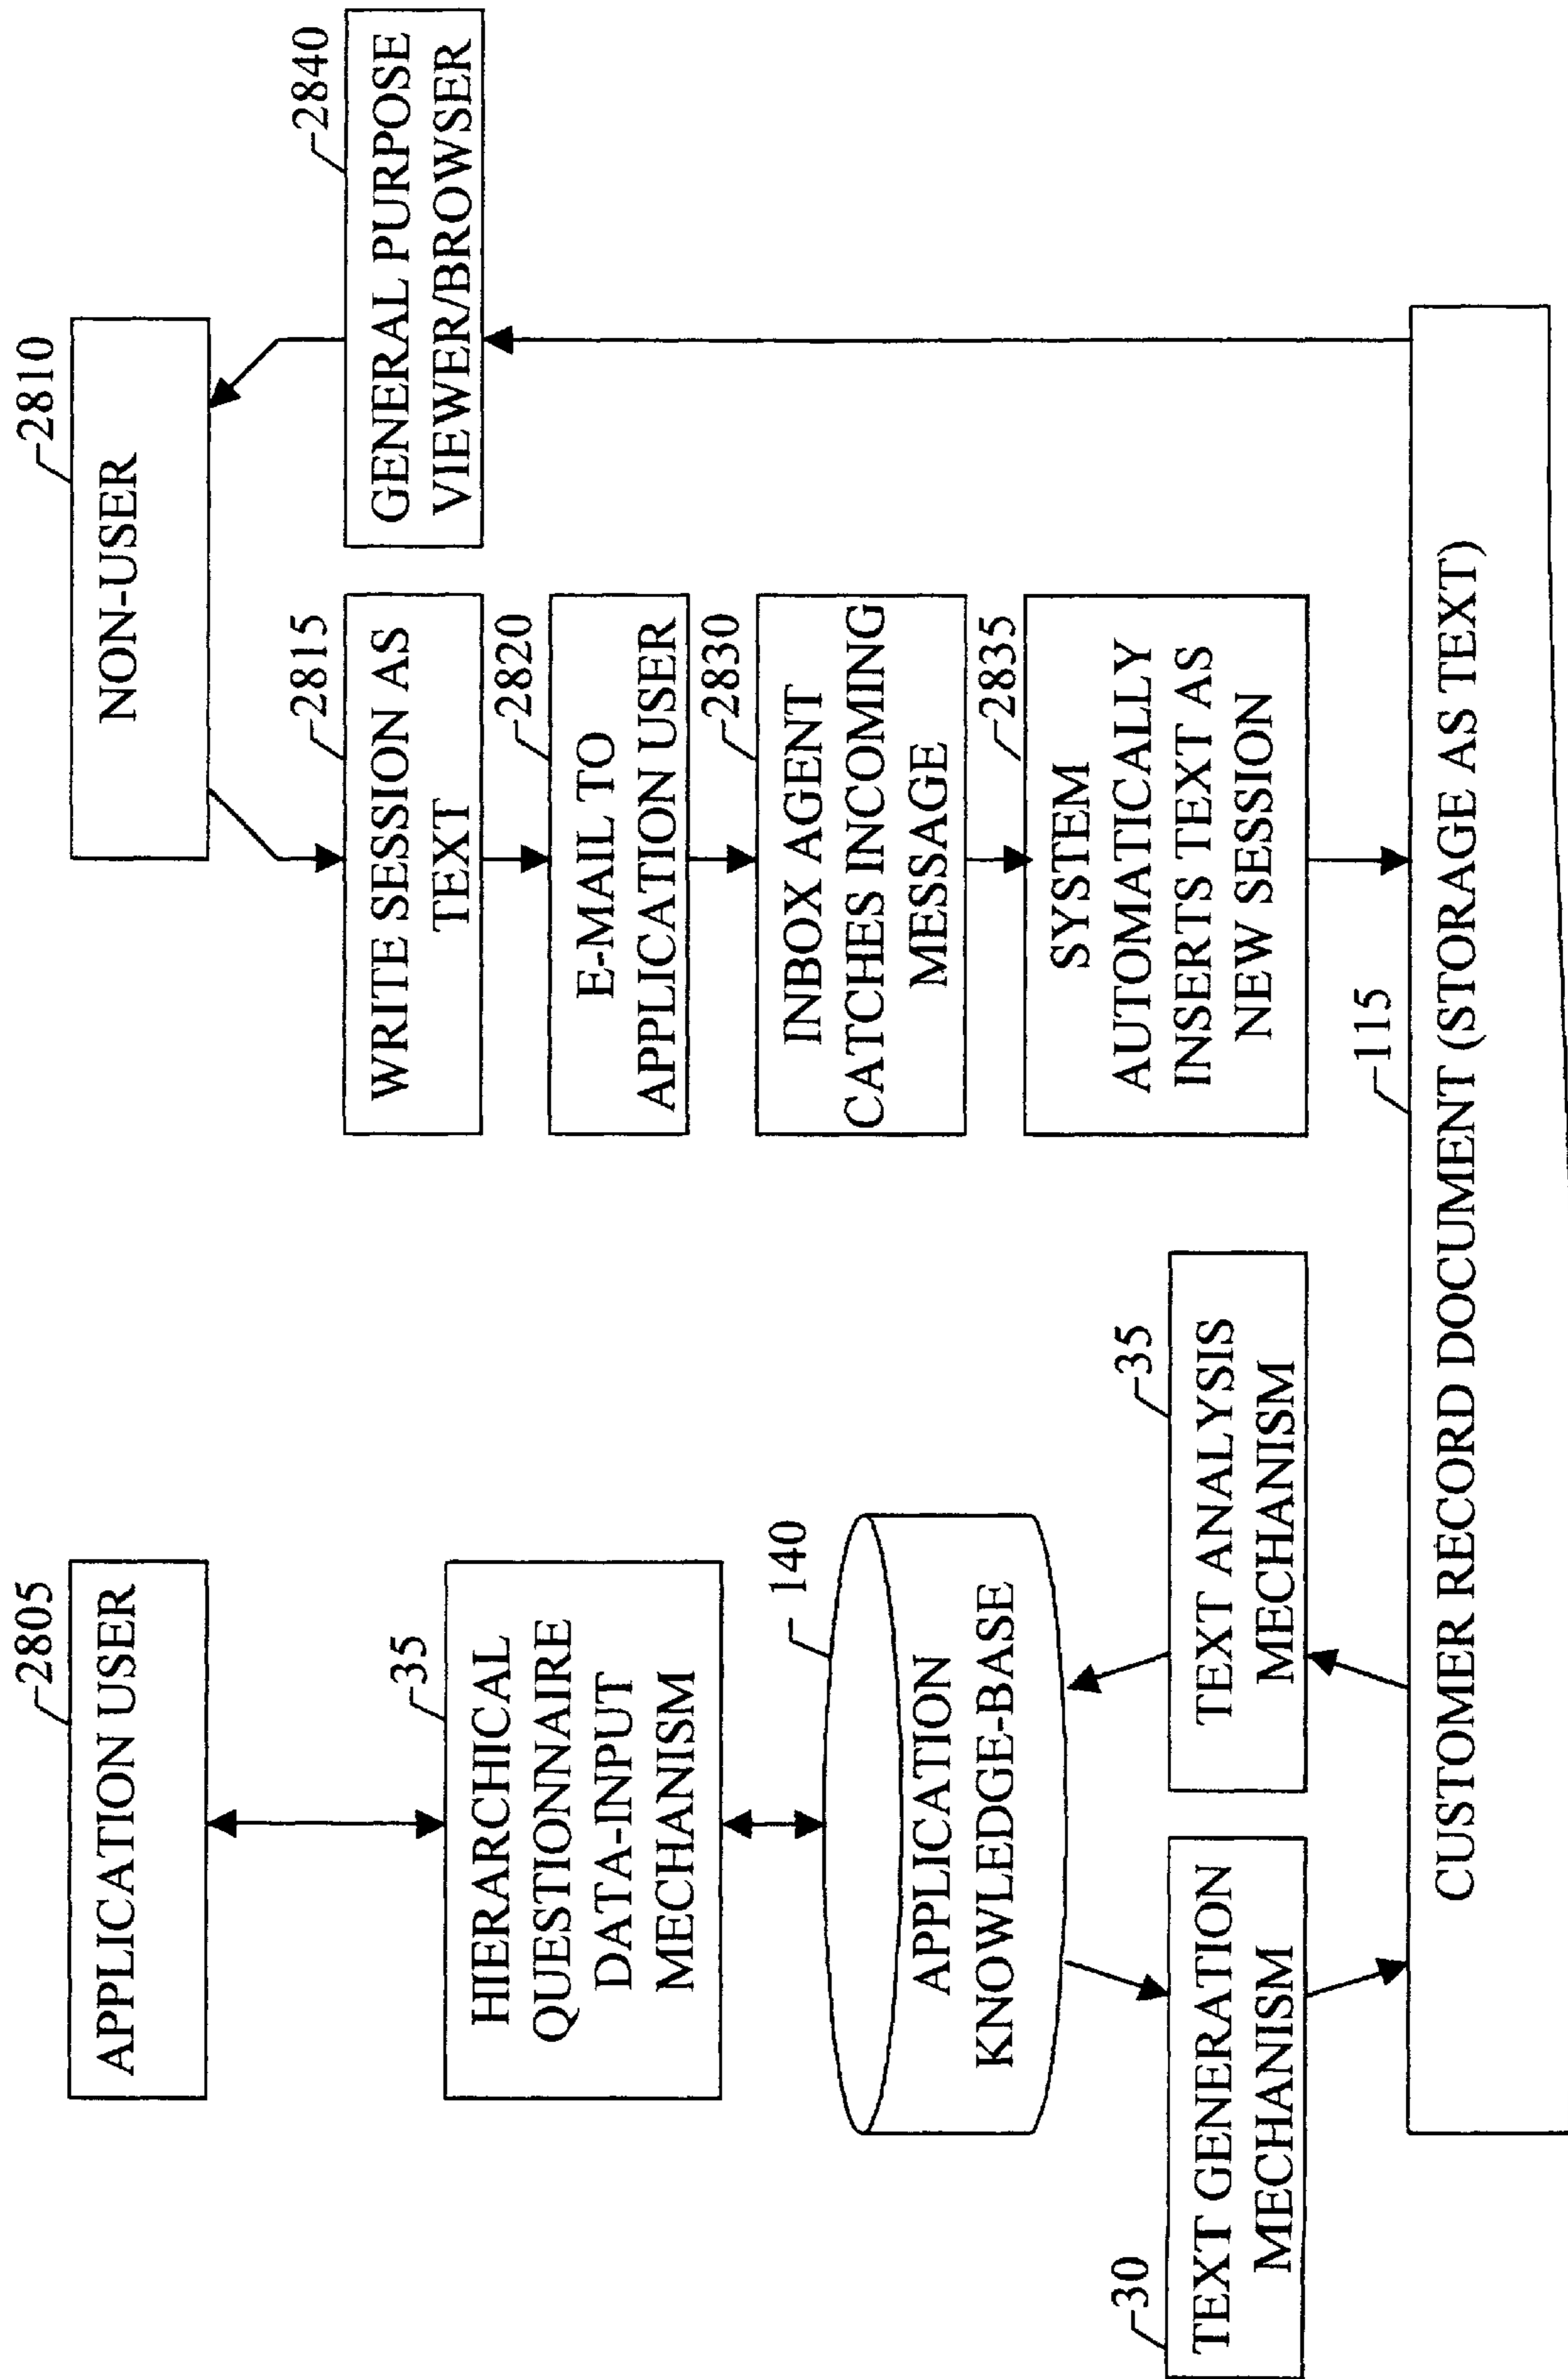 2805
APPLICATION USER
35
HIERARCHICAL
QUESTIONNAIRE
DATA-INPUT
MECHANISM
140
APPLICATION
KNOWLEDGE-BASE
30
TEXT GENERATION
MECHANISM
35
TEXT ANALYSIS
MECHANISM
2810
NON-USER
2815
WRITE SESSION AS
TEXT
2820
E-MAIL TO
APPLICATION USER
2830
INBOX AGENT
CATCHES INCOMING
MESSAGE
2835
SYSTEM
AUTOMATICALLY
INSERTS TEXT AS
NEW SESSION
2840
GENERAL PURPOSE
VIEWER/BROWSER
115
CUSTOMER RECORD DOCUMENT (STORAGE AS TEXT)